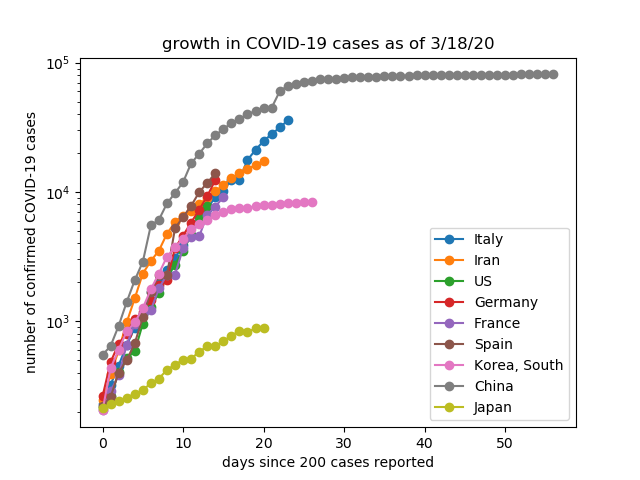 growth in COVID-19 cases as of 3/18/20
number of confirmed COVID-19 cases
10^5
10^4
10^3
Italy
Iran
US
Germany
France
Spain
Korea, South
China
Japan
0 10 20 30 40 50
days since 200 cases reported